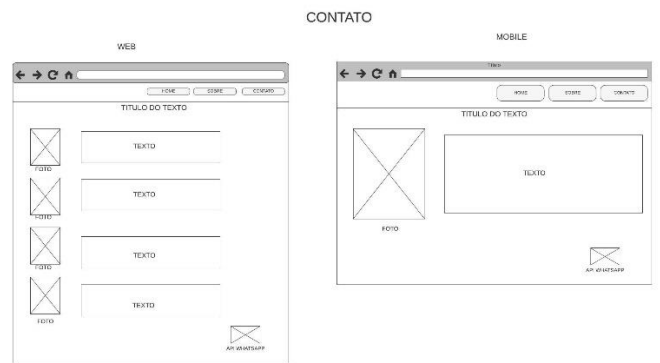 CONTATO
WEB
HOME SOBRE CONTATO
TITULO DO TEXTO
FOTO TEXTO
FOTO TEXTO
FOTO TEXTO
FOTO TEXTO
API WHATSAPP
MOBILE
Título
HOME SOBRE CONTATO
TITULO DO TEXTO
TEXTO
FOTO
API WHATSAPP